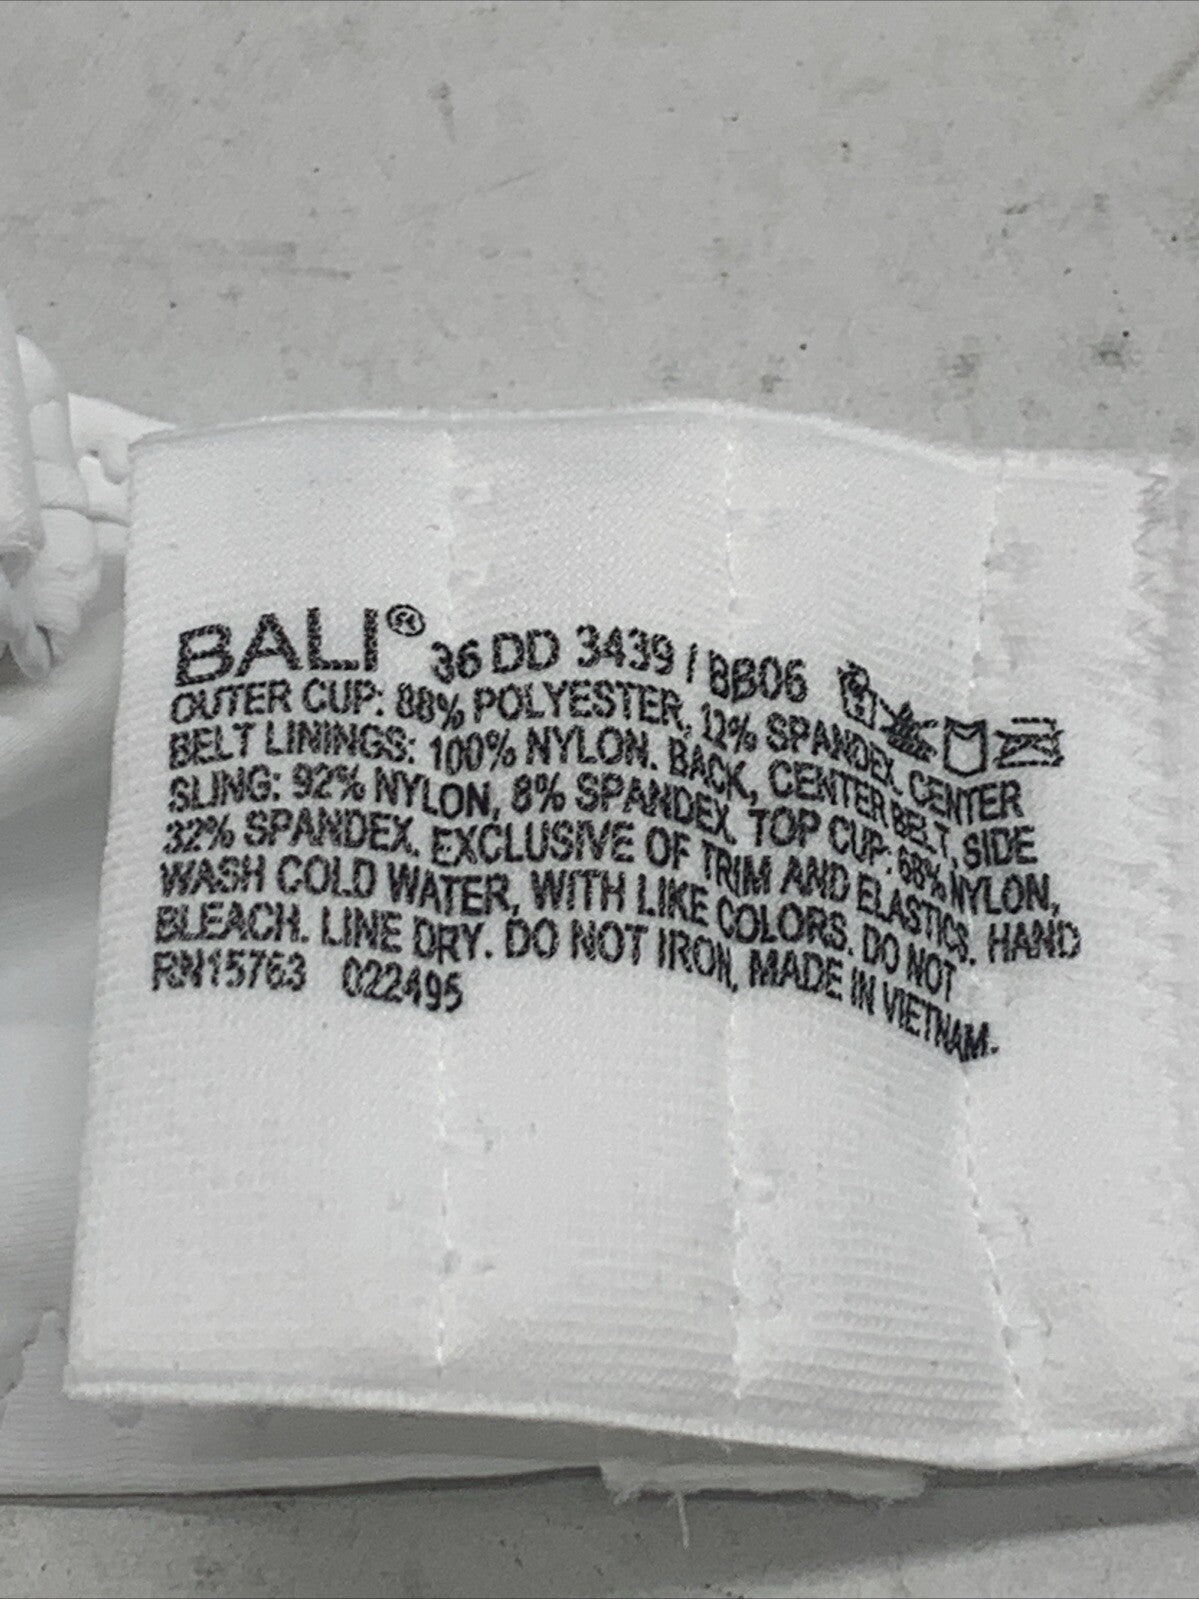 BALI® 36 DD 3439 / BB06
OUTER CUP: 88% POLYESTER, 12% SPANDEX. CENTER
BELT LININGS: 100% NYLON. BACK, CENTER BELT, SIDE
SLING: 92% NYLON, 8% SPANDEX. TOP CUP: 68% NYLON,
32% SPANDEX. EXCLUSIVE OF TRIM AND ELASTICS. HAND
WASH COLD WATER, WITH LIKE COLORS. DO NOT
BLEACH. LINE DRY. DO NOT IRON, MADE IN VIETNAM.
RN15763 022495